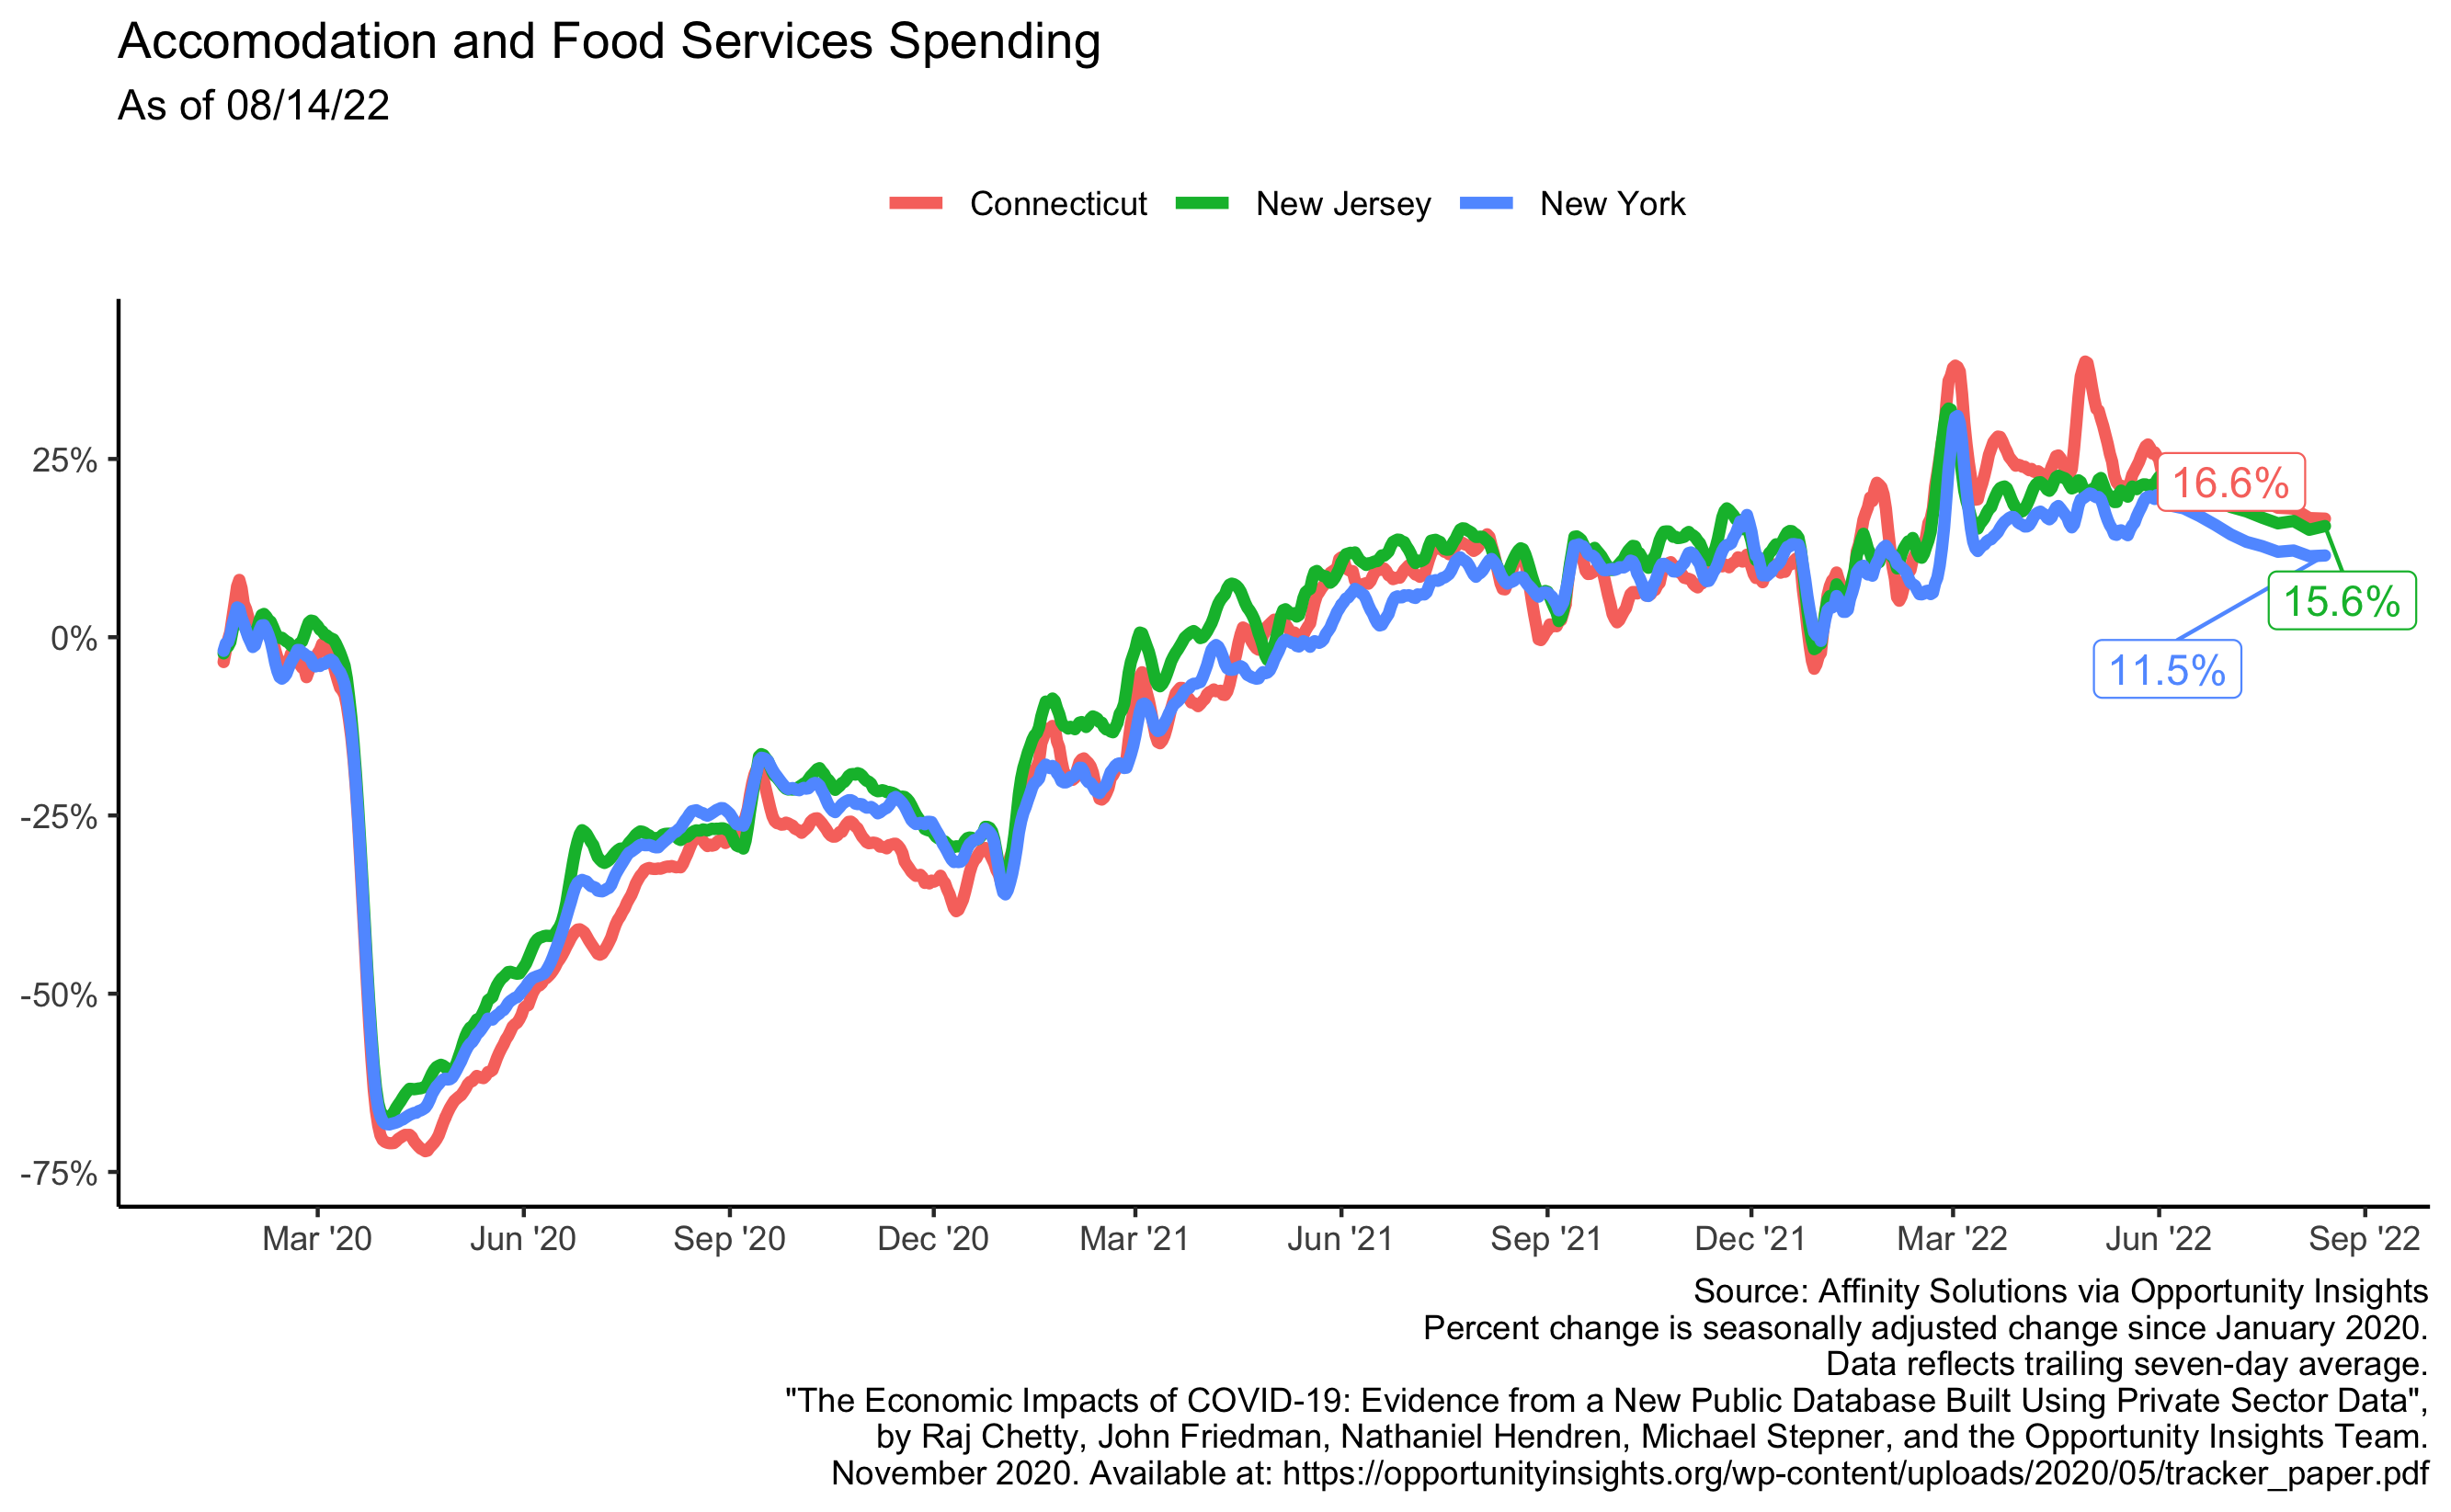 Accomodation and Food Services Spending
As of 08/14/22
Connecticut New Jersey New York
25%
0%
-25%
-50%
-75%
16.6%
15.6%
11.5%
Mar '20 Jun '20 Sep '20 Dec '20 Mar '21 Jun '21 Sep '21 Dec '21 Mar '22 Jun '22 Sep '22
Source: Affinity Solutions via Opportunity Insights
Percent change is seasonally adjusted change since January 2020.
Data reflects trailing seven-day average.
"The Economic Impacts of COVID-19: Evidence from a New Public Database Built Using Private Sector Data",
by Raj Chetty, John Friedman, Nathaniel Hendren, Michael Stepner, and the Opportunity Insights Team.
November 2020. Available at: https://opportunityinsights.org/wp-content/uploads/2020/05/tracker_paper.pdf